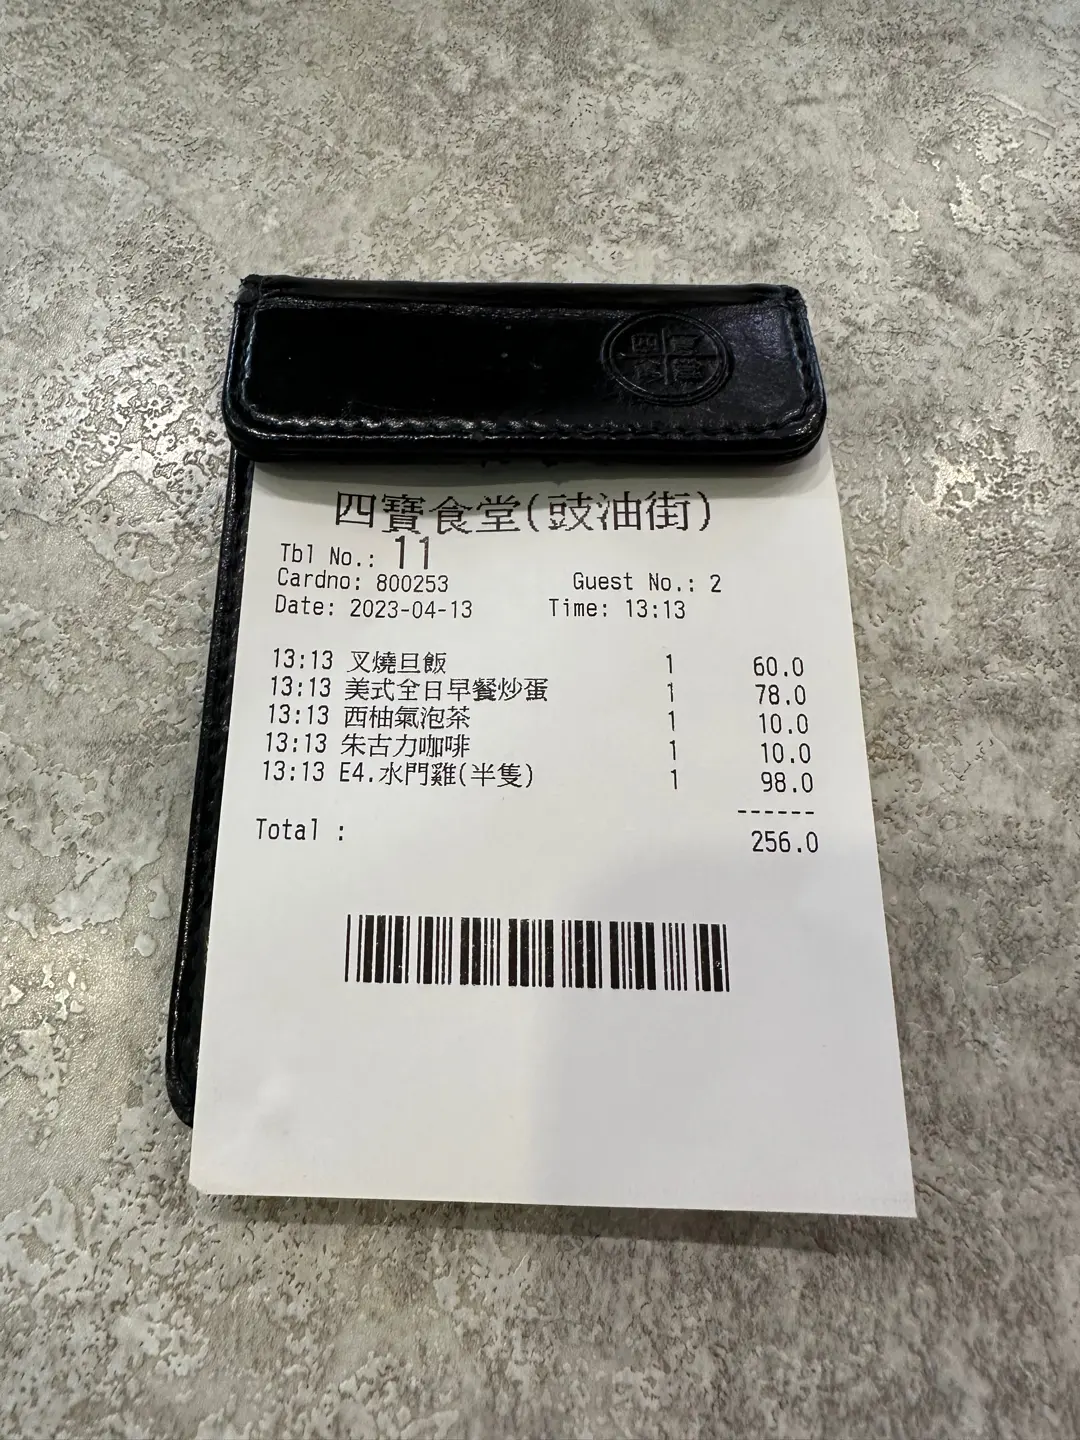 四寶食堂
四寶食堂(豉油街)
Tbl No.: 11
Cardno: 800253 Guest No.: 2
Date: 2023-04-13 Time: 13:13
13:13 叉燒旦飯 1 60.0
13:13 美式全日早餐炒蛋 1 78.0
13:13 西柚氣泡茶 1 10.0
13:13 朱古力咖啡 1 10.0
13:13 E4.水門雞(半隻) 1 98.0
------
Total : 256.0